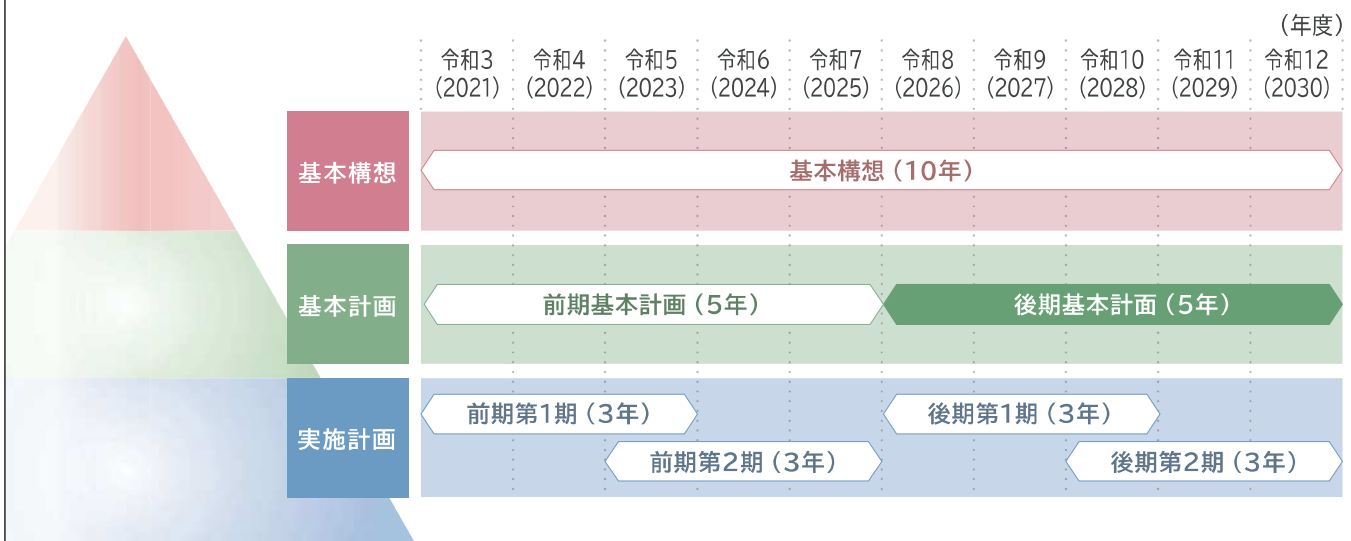 (年度)
令和3 令和4 令和5 令和6 令和7 令和8 令和9 令和10 令和11 令和12
(2021) (2022) (2023) (2024) (2025) (2026) (2027) (2028) (2029) (2030)
基本構想 基本構想(10年)
基本計画 前期基本計画(5年) 後期基本計面(5年)
前期第1期(3年) 後期第1期(3年)
実施計画
前期第2期(3年) 後期第2期(3年)